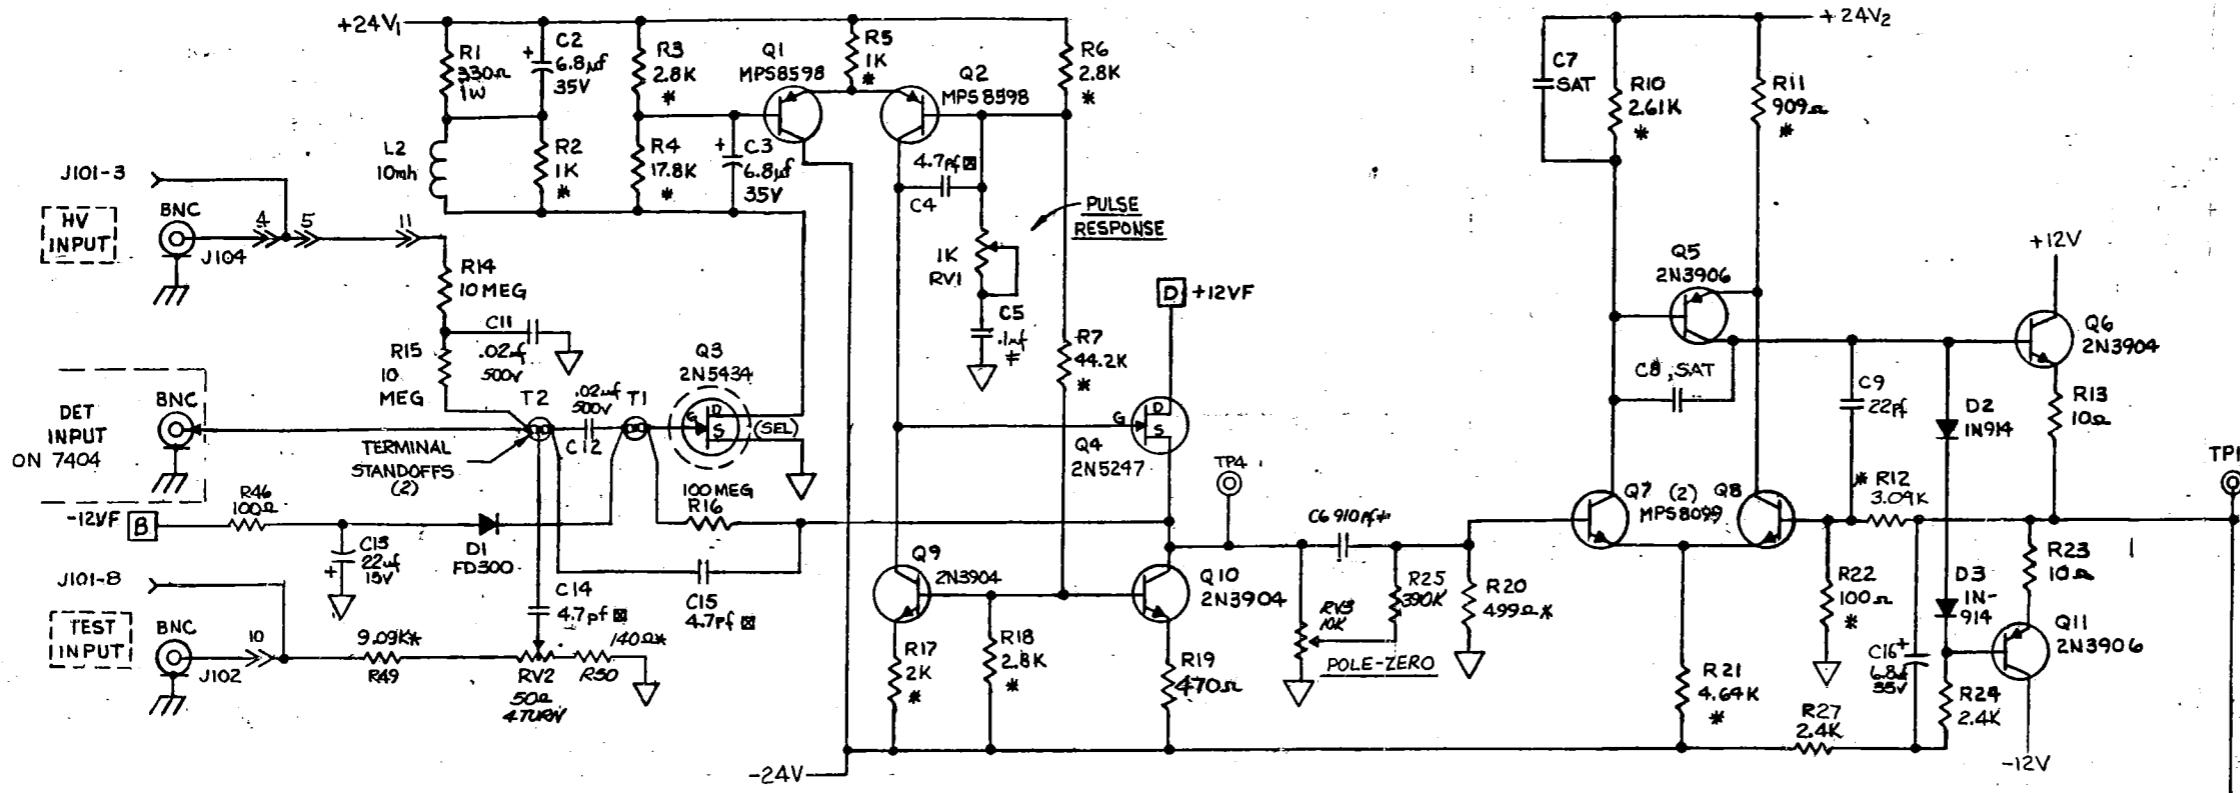 +24V1
R1
330Ω
1W
C2
+
6.8µf
35V
R3
2.8K
*
Q1
MPS8598
R5
1K
*
Q2
MPS8598
R6
2.8K
*
L2
10mh
R2
1K
*
R4
17.8K
*
+
C3
6.8µf
35V
4.7pf ⊠
C4
PULSE
RESPONSE
1K
RV1
C5
.1µf
‡
J101-3
HV
INPUT
BNC
J104
4
5
11
R14
10 MEG
C11
.02µf
500V
R15
10
MEG
DET
INPUT
ON 7404
BNC
TERMINAL
STANDOFFS
(2)
T2
.02µf
500V
C12
T1
Q3
2N5434
G
D
S
(SEL)
R7
44.2K
*
D +12VF
G
D
S
Q4
2N5247
TP4
-12VF B
R46
100Ω
C13
22µf
15V
+
D1
FD300
100MEG
R16
C14
4.7pf ⊠
C15
4.7pf ⊠
J101-8
TEST
INPUT
BNC
J102
10
9.09K*
R49
RV2
50Ω
4 TURN
140Ω*
R50
Q9
2N3904
Q10
2N3904
R17
2K
*
R18
2.8K
*
R19
470Ω
-24V
C6 910pf‡
RV3
10K
R25
390K
POLE-ZERO
R20
499Ω*
+24V2
C7
SAT
R10
2.61K
*
R11
909Ω
*
Q5
2N3906
C8, SAT
C9
22pf
+12V
Q6
2N3904
R13
10Ω
D2
1N914
Q7 (2) Q8
MPS8099
* R12
3.09K
TP1
R23
10Ω
R22
100Ω
*
D3
1N-
914
Q11
2N3906
C16+
6.8µf
35V
R21
4.64K
*
R27
2.4K
R24
2.4K
-12V